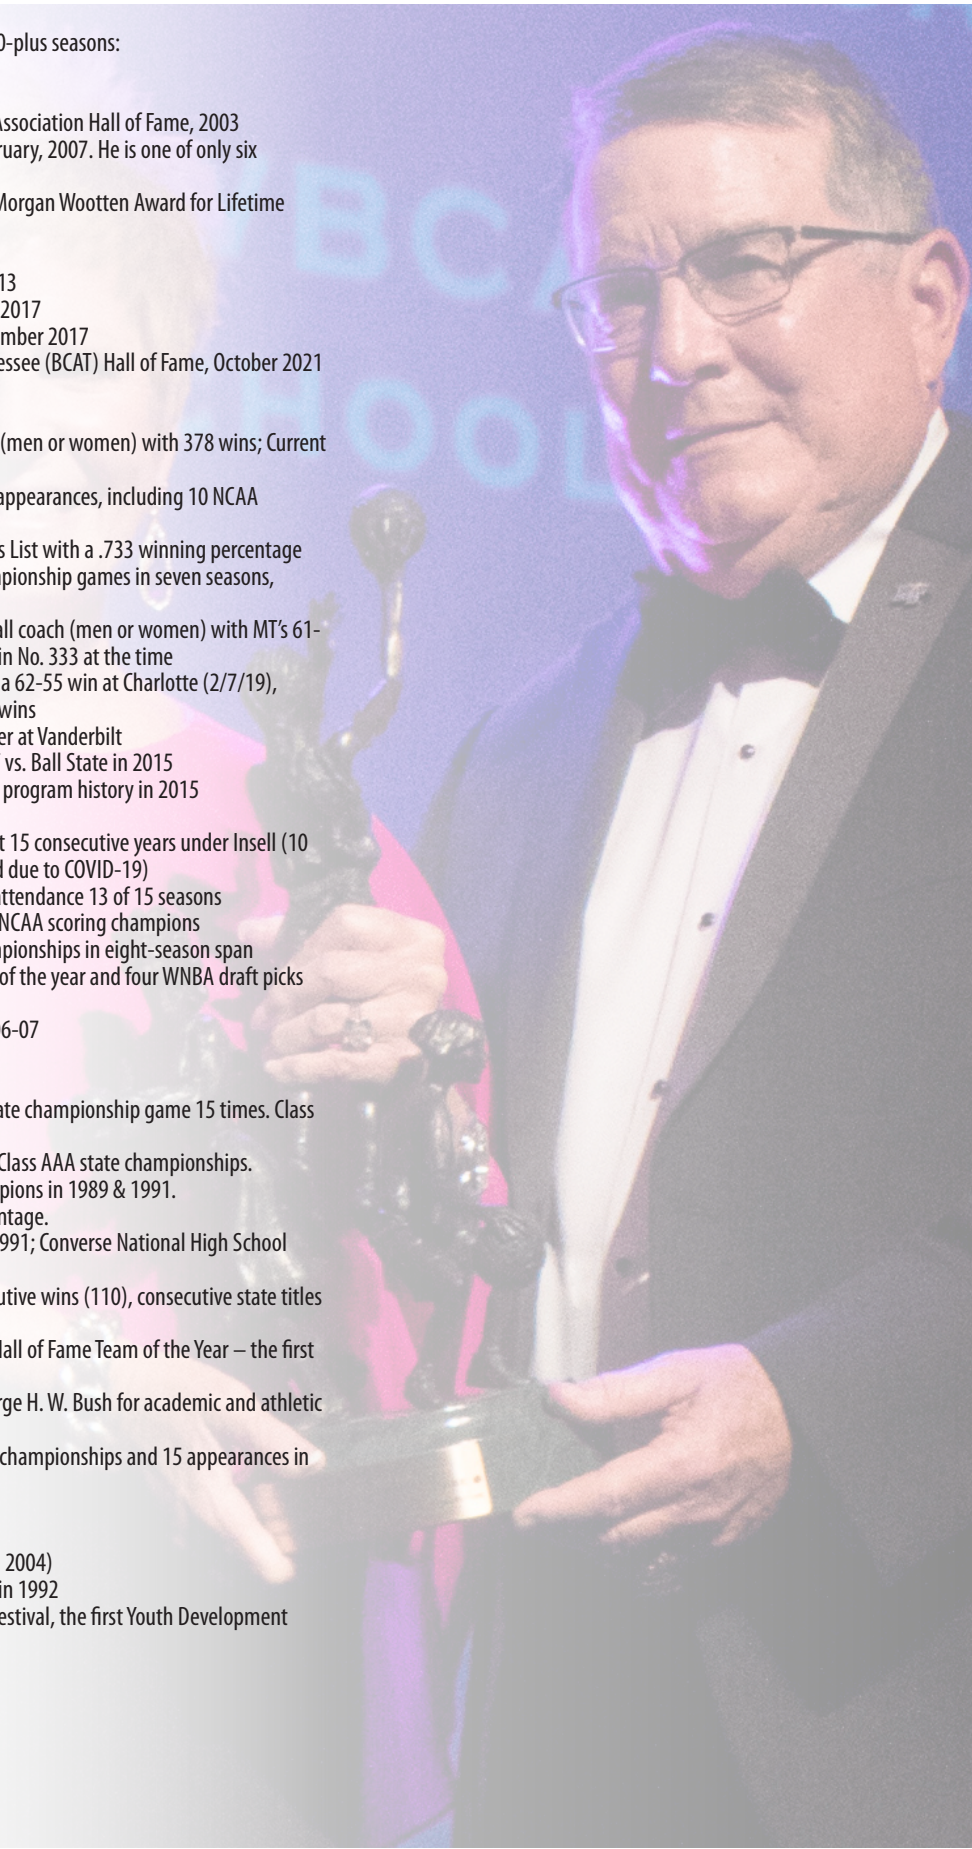 0-plus seasons:
Association Hall of Fame, 2003
ruary, 2007. He is one of only six
Morgan Wootten Award for Lifetime
13
2017
mber 2017
essee (BCAT) Hall of Fame, October 2021
(men or women) with 378 wins; Current
appearances, including 10 NCAA
s List with a .733 winning percentage
pionship games in seven seasons,
all coach (men or women) with MT’s 61-
in No. 333 at the time
a 62-55 win at Charlotte (2/7/19),
wins
er at Vanderbilt
vs. Ball State in 2015
program history in 2015
t 15 consecutive years under Insell (10
d due to COVID-19)
attendance 13 of 15 seasons
NCAA scoring champions
pionships in eight-season span
of the year and four WNBA draft picks
6-07
ate championship game 15 times. Class
Class AAA state championships.
pions in 1989 & 1991.
ntage.
991; Converse National High School
utive wins (110), consecutive state titles
Hall of Fame Team of the Year – the first
rge H. W. Bush for academic and athletic
championships and 15 appearances in
2004)
in 1992
estival, the first Youth Development
WBCA
HOOL